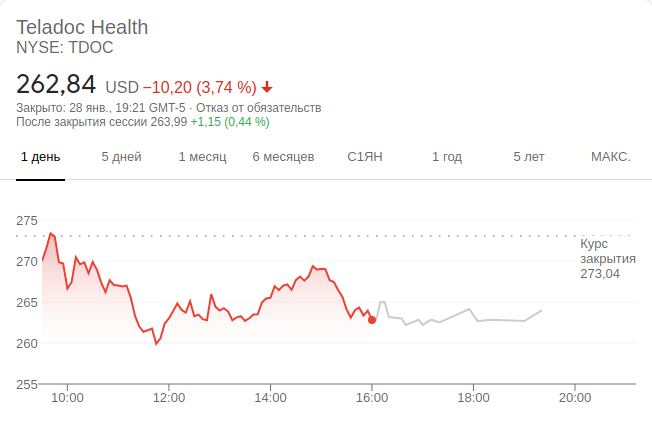 Teladoc Health
NYSE: TDOC
262,84 USD −10,20 (3,74 %)
Закрыто: 28 янв., 19:21 GMT-5 · Отказ от обязательств
После закрытия сессии 263,99 +1,15 (0,44 %)
1 день 5 дней 1 месяц 6 месяцев С1ЯН 1 год 5 лет МАКС.
275
Курс
закрытия
273,04
270
265
260
255
10:00 12:00 14:00 16:00 18:00 20:00